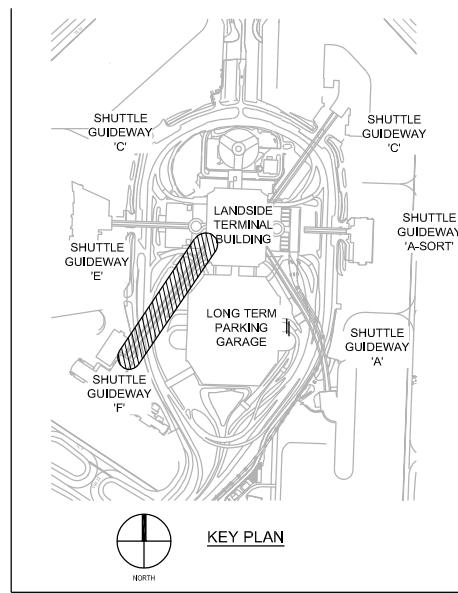 SHUTTLE
GUIDEWAY
'C'
SHUTTLE
GUIDEWAY
'C'
LANDSIDE
TERMINAL
BUILDING
SHUTTLE
GUIDEWAY
'A-SORT'
SHUTTLE
GUIDEWAY
'E'
LONG TERM
PARKING
GARAGE
SHUTTLE
GUIDEWAY
'A'
SHUTTLE
GUIDEWAY
'F'
KEY PLAN
NORTH